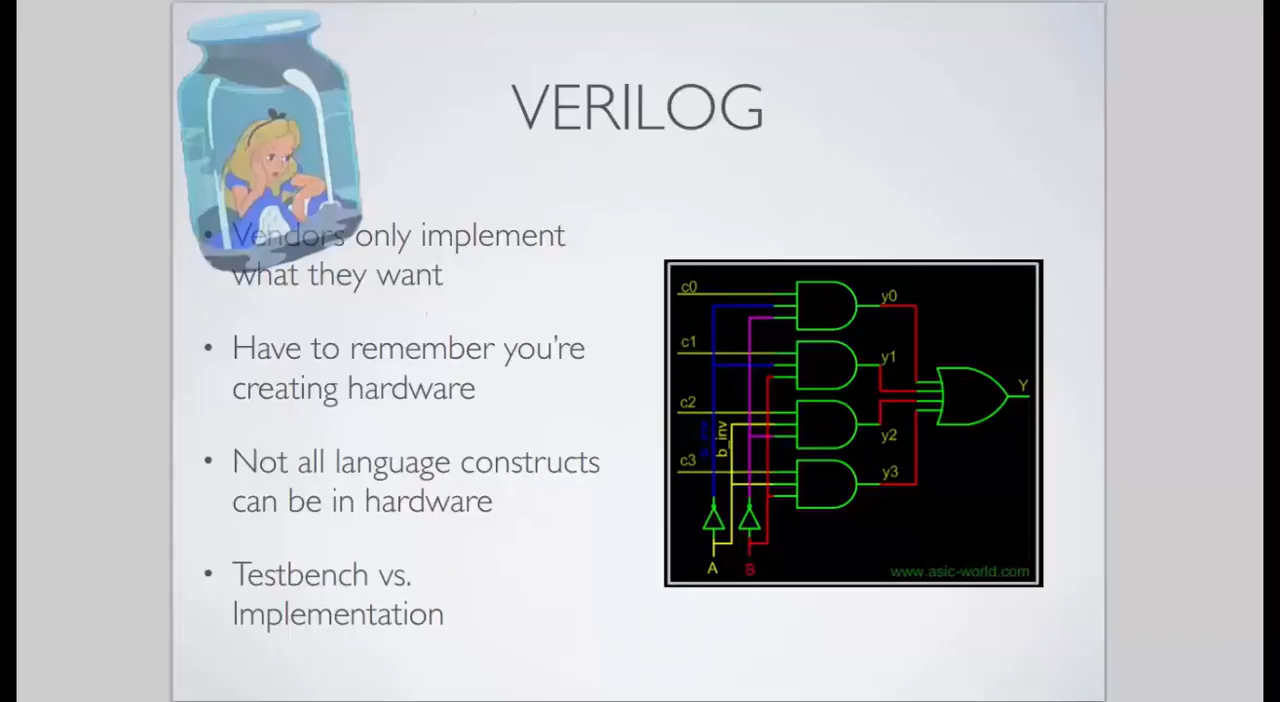 VERILOG
• Vendors only implement
what they want
• Have to remember you're
creating hardware
• Not all language constructs
can be in hardware
• Testbench vs.
Implementation
c0
y0
c1
y1
c2
b_inv
y2
c3
y3
Y
A
B
www.asic-world.com